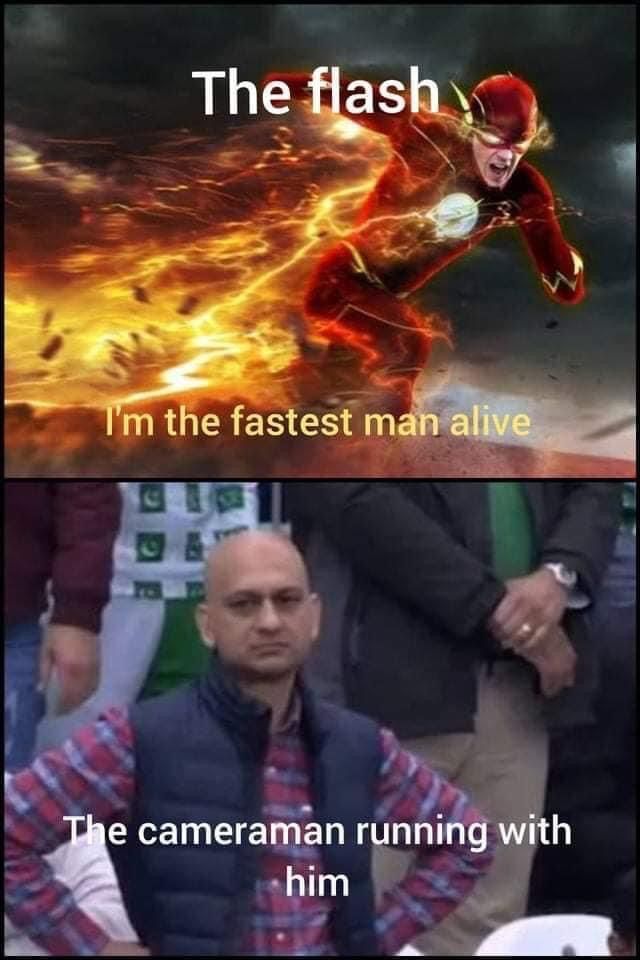 The flash
I'm the fastest man alive
The cameraman running with
him